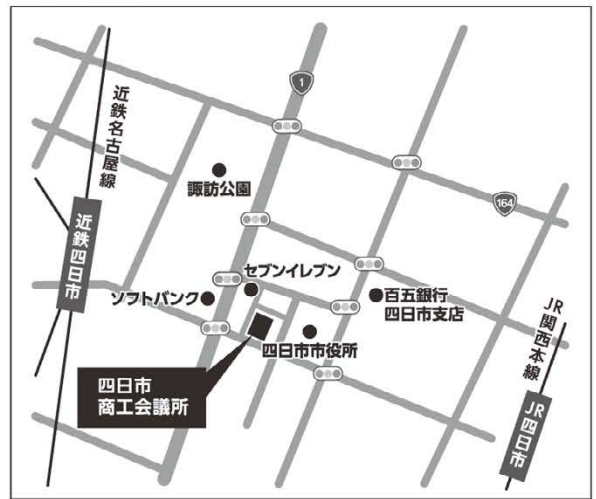 1
近鉄名古屋線
諏訪公園
164
近鉄四日市
セブンイレブン
ソフトバンク
百五銀行
四日市支店
JR関西本線
四日市市役所
四日市
商工会議所
JR四日市